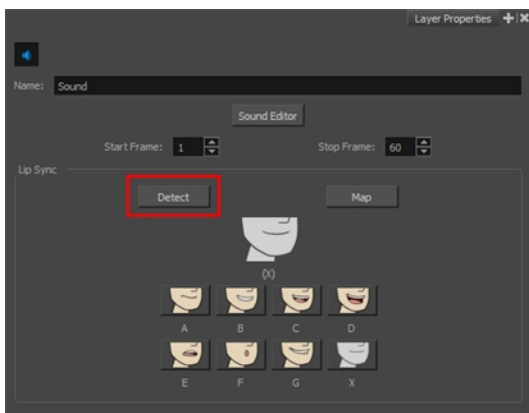 Layer Properties
Name: Sound
Sound Editor
Start Frame: 1 Stop Frame: 60
Lip Sync
Detect Map
(X)
A B C D
E F G X